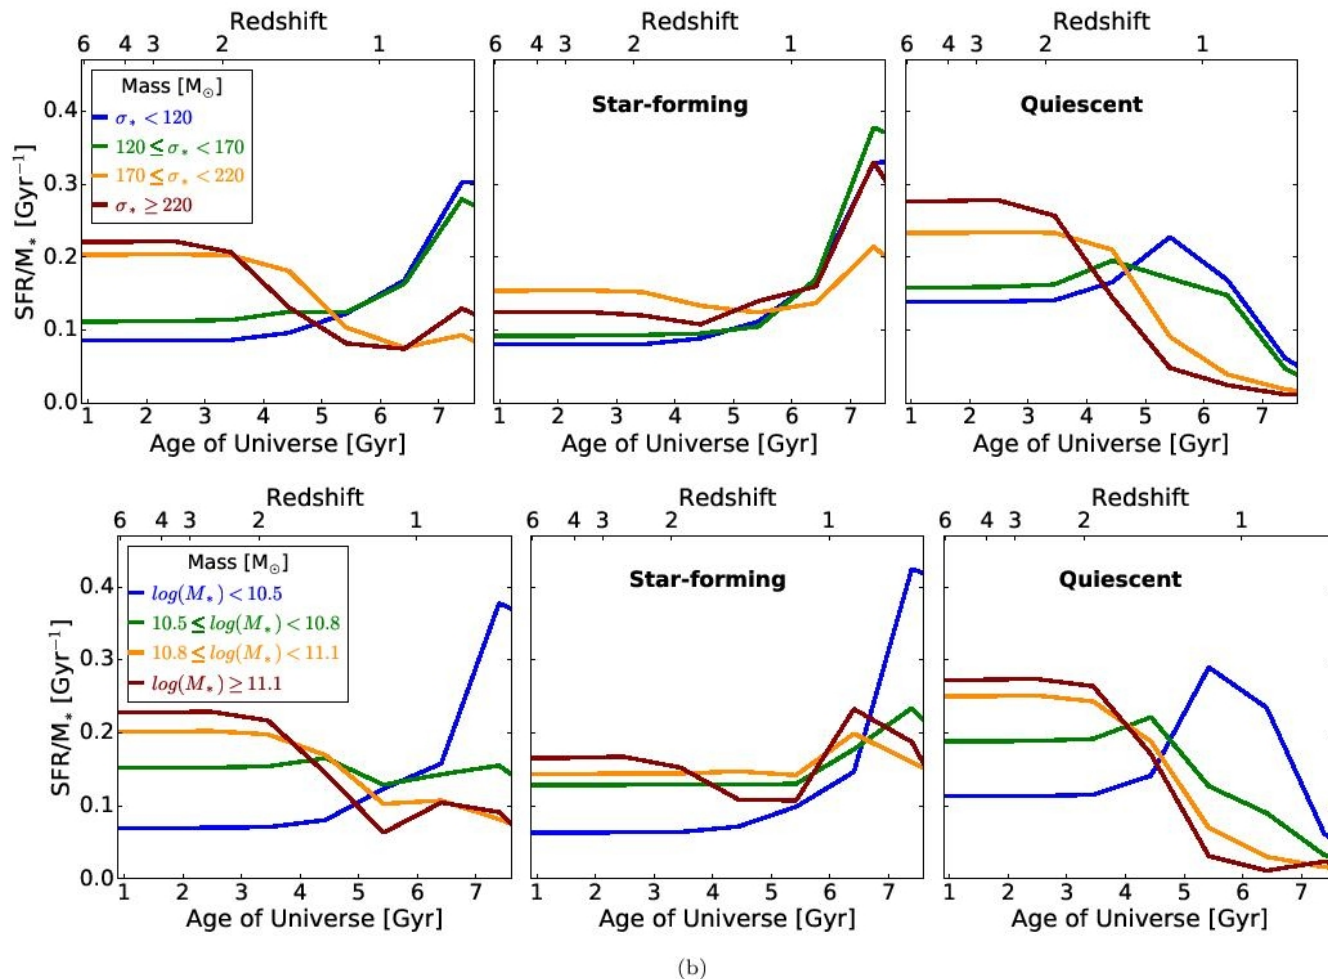 Redshift Redshift Redshift
6 4 3 2 1 6 4 3 2 1 6 4 3 2 1
Mass [M⊙]
σ* < 120
120 ≤ σ* < 170
170 ≤ σ* < 220
σ* ≥ 220
Star-forming
Quiescent
SFR/M* [Gyr⁻¹]
0.4
0.3
0.2
0.1
0.0
1 2 3 4 5 6 7 1 2 3 4 5 6 7 1 2 3 4 5 6 7
Age of Universe [Gyr] Age of Universe [Gyr] Age of Universe [Gyr]
Redshift Redshift Redshift
6 4 3 2 1 6 4 3 2 1 6 4 3 2 1
Mass [M⊙]
log(M*) < 10.5
10.5 ≤ log(M*) < 10.8
10.8 ≤ log(M*) < 11.1
log(M*) ≥ 11.1
Star-forming
Quiescent
SFR/M* [Gyr⁻¹]
0.4
0.3
0.2
0.1
0.0
1 2 3 4 5 6 7 1 2 3 4 5 6 7 1 2 3 4 5 6 7
Age of Universe [Gyr] Age of Universe [Gyr] Age of Universe [Gyr]
(b)